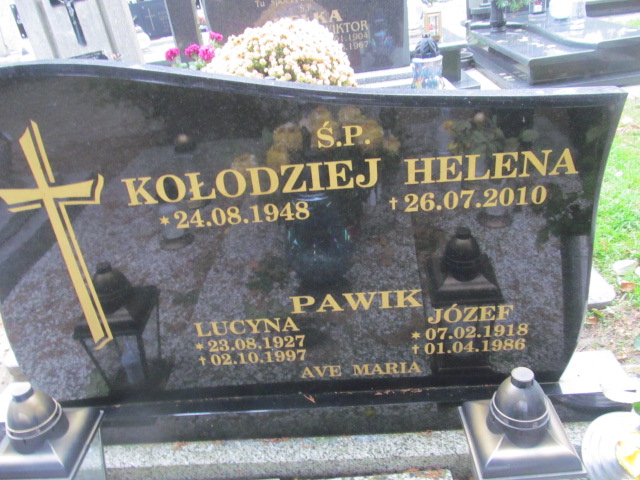 Ś.P.
KOŁODZIEJ HELENA
*24.08.1948 †26.07.2010
PAWIK
LUCYNA JÓZEF
*23.08.1927 *07.02.1918
†02.10.1997 †01.04.1986
AVE MARIA